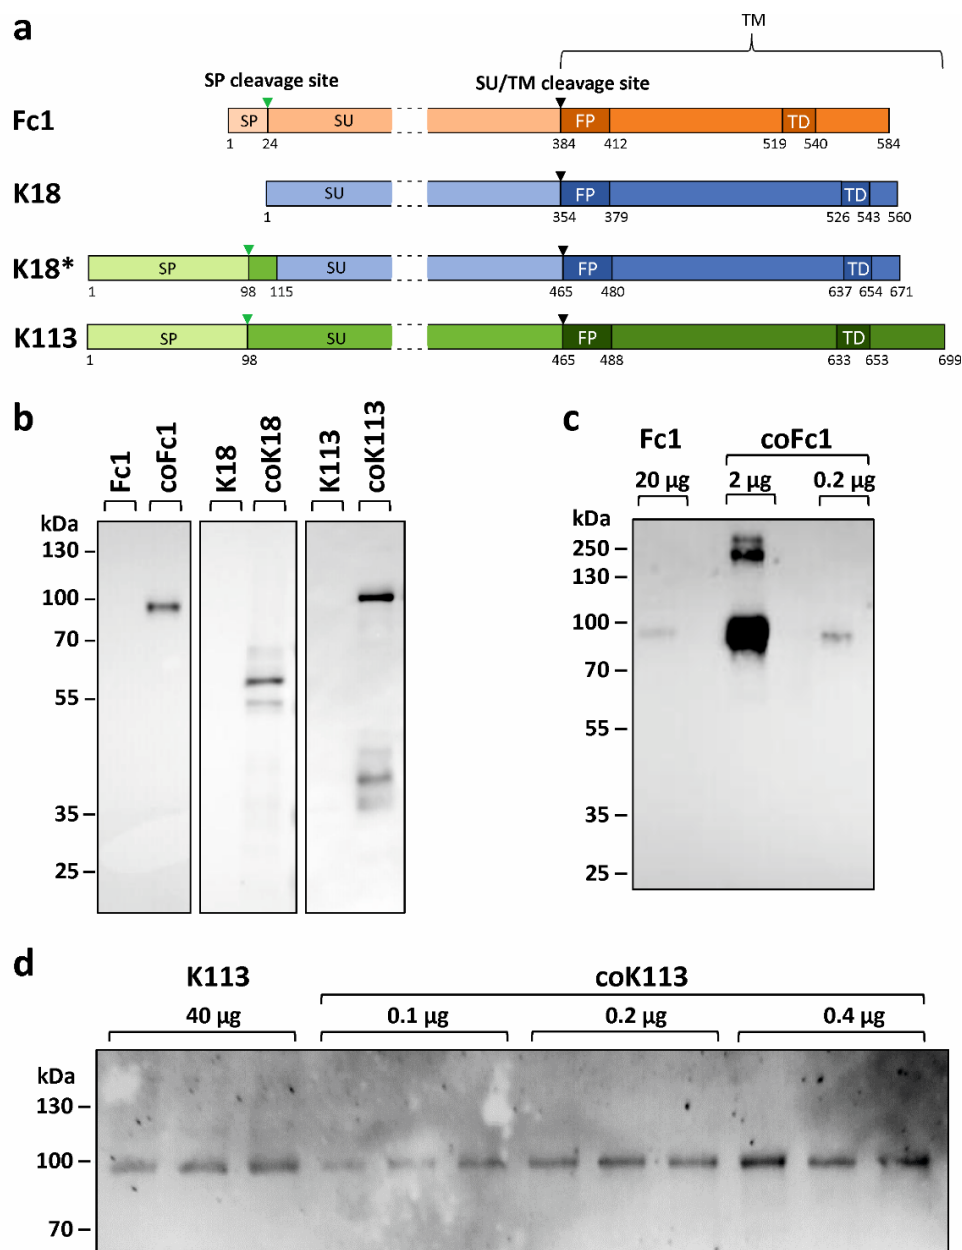 a
TM
SP cleavage site
SU/TM cleavage site
Fc1
SP
SU
FP
TD
1
24
384
412
519
540
584
K18
SU
FP
TD
1
354
379
526
543
560
K18*
SP
SU
FP
TD
1
98
115
465
480
637
654
671
K113
SP
SU
FP
TD
1
98
465
488
633
653
699
b
Fc1
coFc1
K18
coK18
K113
coK113
kDa
130
100
70
55
35
25
c
Fc1
coFc1
20 µg
2 µg
0.2 µg
kDa
250
130
100
70
55
35
25
d
K113
coK113
40 µg
0.1 µg
0.2 µg
0.4 µg
kDa
130
100
70